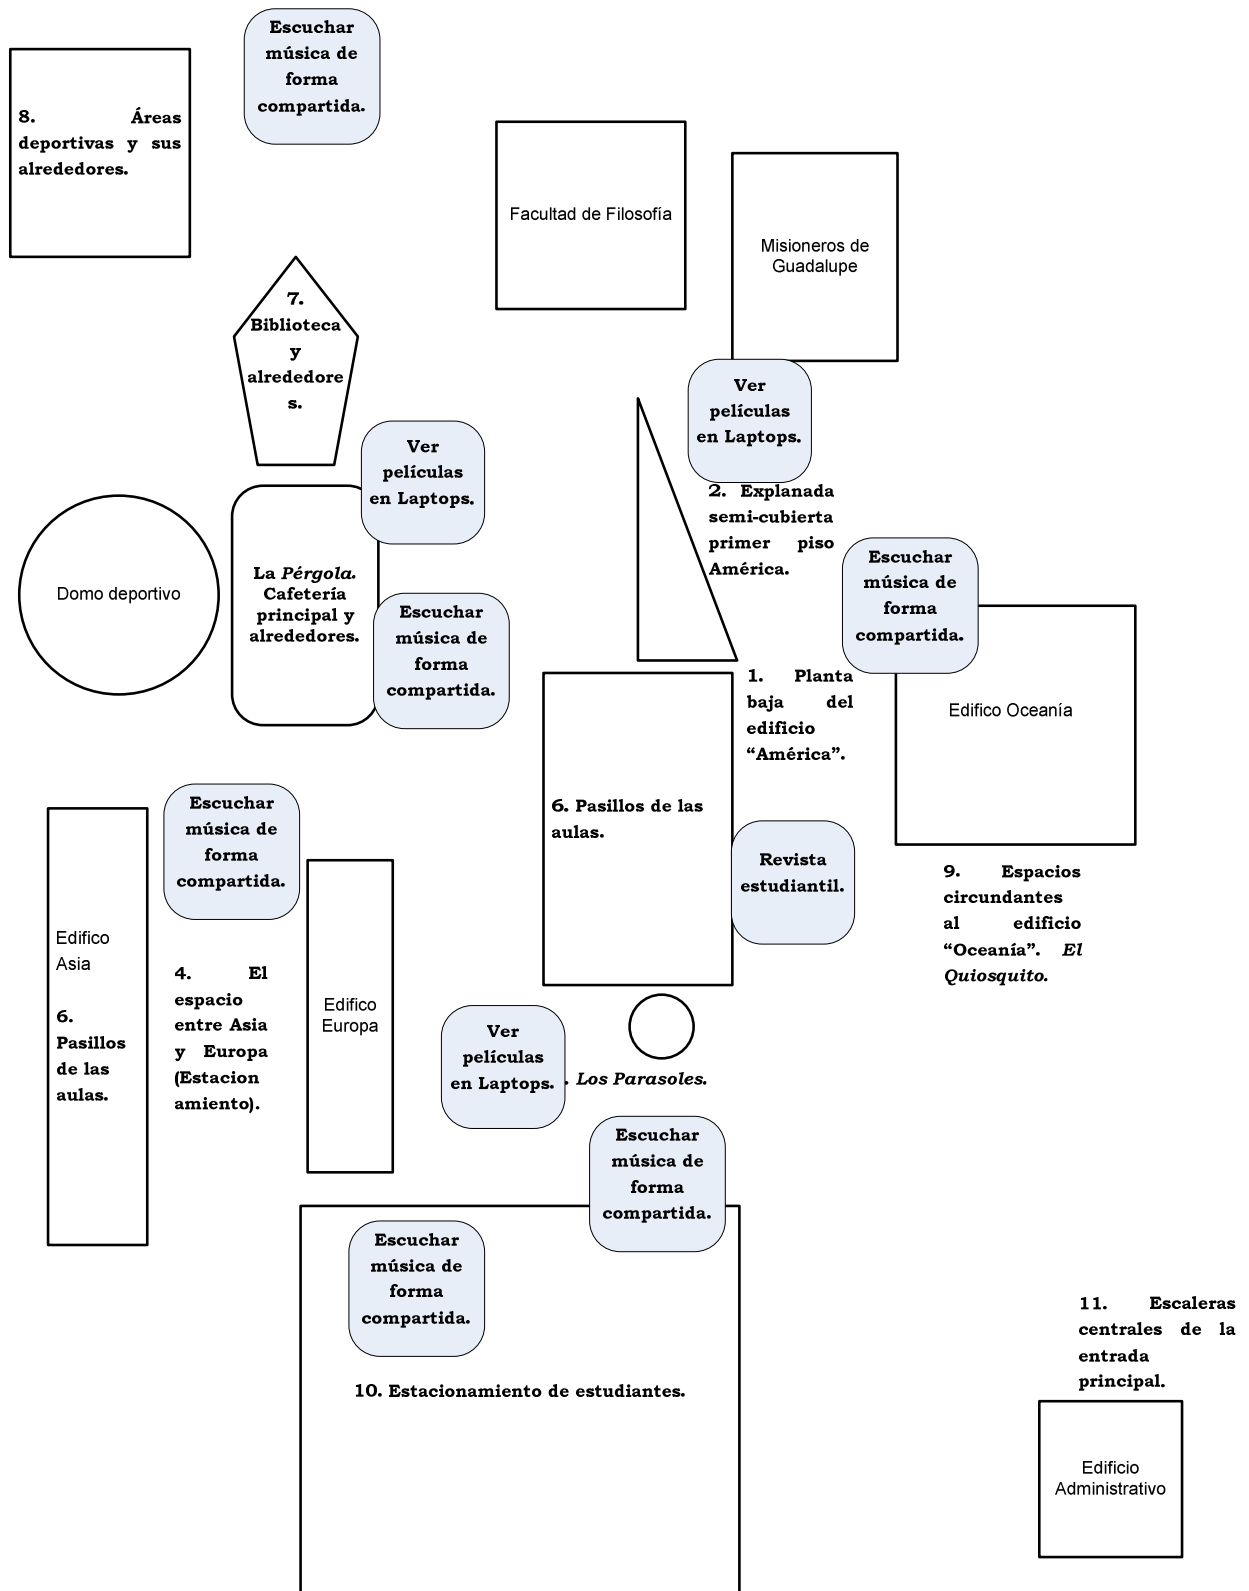 Escuchar
música de
forma
compartida.
8. Áreas
deportivas y sus
alrededores.
Facultad de Filosofía
Misioneros de
Guadalupe
7.
Biblioteca
y
alrededore
s.
Ver
películas
en Laptops.
Ver
películas
en Laptops.
2. Explanada
semi-cubierta
primer piso
América.
Domo deportivo
La Pérgola.
Cafetería
principal y
alrededores.
Escuchar
música de
forma
compartida.
Escuchar
música de
forma
compartida.
Edifico Oceanía
1. Planta
baja del
edificio
“América”.
6. Pasillos de las
aulas.
Escuchar
música de
forma
compartida.
Revista
estudiantil.
9. Espacios
circundantes
al edificio
“Oceanía”. El
Quiosquito.
Edifico
Asia
6.
Pasillos
de las
aulas.
4. El
espacio
entre Asia
y Europa
(Estacion
amiento).
Edifico
Europa
Ver
películas
en Laptops.
. Los Parasoles.
Escuchar
música de
forma
compartida.
Escuchar
música de
forma
compartida.
10. Estacionamiento de estudiantes.
11. Escaleras
centrales de la
entrada
principal.
Edificio
Administrativo